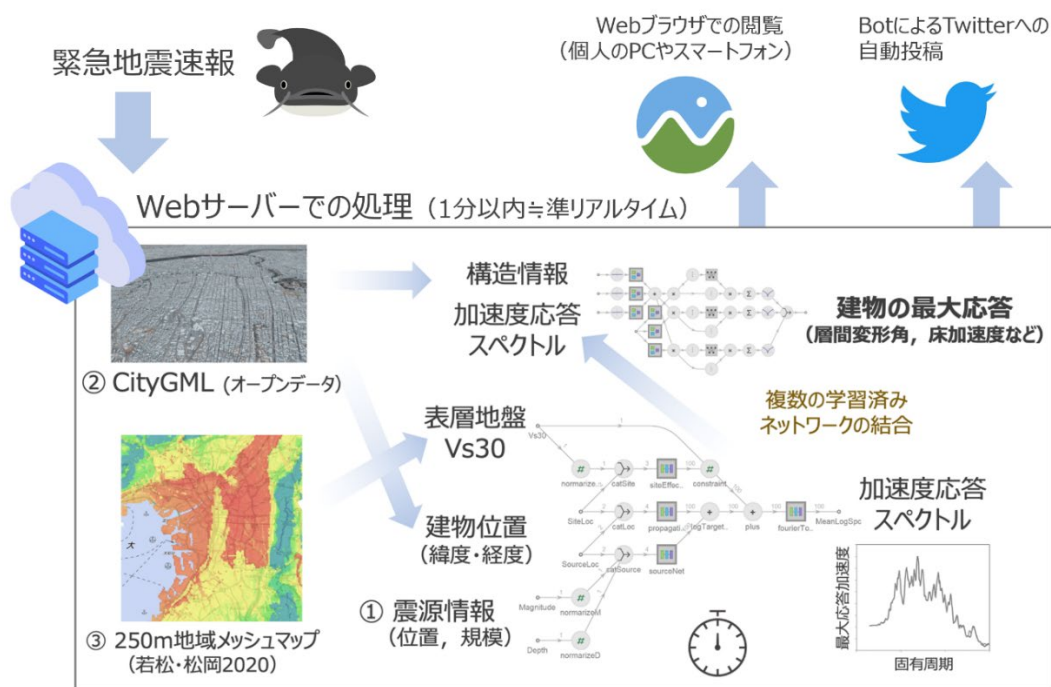 緊急地震速報
Webブラウザでの閲覧
(個人のPCやスマートフォン)
BotによるTwitterへの
自動投稿
Webサーバーでの処理 (1分以内≒準リアルタイム)
② CityGML (オープンデータ)
③ 250m地域メッシュマップ
(若松・松岡2020)
構造情報
加速度応答
スペクトル
建物の最大応答
(層間変形角，床加速度など)
複数の学習済み
ネットワークの結合
表層地盤
Vs30
建物位置
(緯度・経度)
① 震源情報
(位置，規模)
Vs30
normalize...
catSite
siteEffec..
constraint
SiteLoc
catLoc
propagati..
logTarget..
plus
fourierTo...
MeanLogSpc
SourceLoc
catSource
sourceNet
Magnitude
normalizeM
Depth
normalizeD
加速度応答
スペクトル
最大応答加速度
固有周期